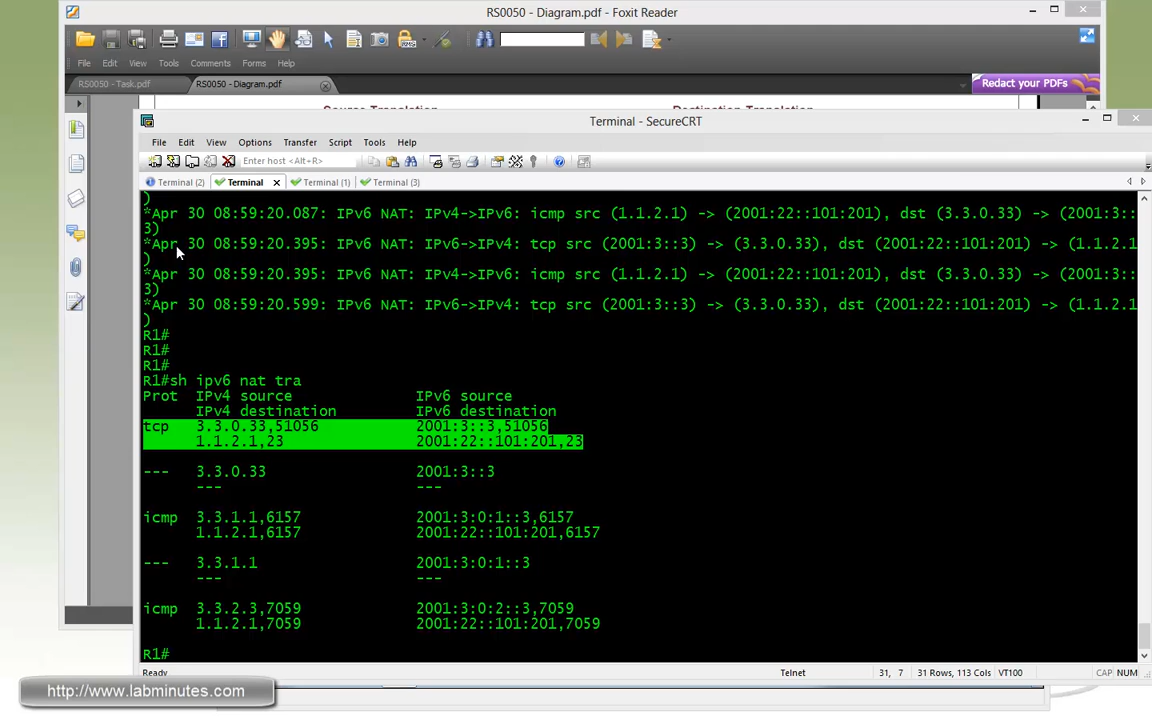 RS0050 - Diagram.pdf - Foxit Reader
File Edit View Tools Comments Forms Help
RS0050 - Task.pdf RS0050 - Diagram.pdf Redact your PDFs
Source Translation Destination Translation
Terminal - SecureCRT
File Edit View Options Transfer Script Tools Help
Enter host <Alt+R>
Terminal (2) Terminal Terminal (1) Terminal (3)
)
*Apr 30 08:59:20.087: IPv6 NAT: IPv4->IPv6: icmp src (1.1.2.1) -> (2001:22::101:201), dst (3.3.0.33) -> (2001:3::
3)
*Apr 30 08:59:20.395: IPv6 NAT: IPv6->IPv4: tcp src (2001:3::3) -> (3.3.0.33), dst (2001:22::101:201) -> (1.1.2.1
)
*Apr 30 08:59:20.395: IPv6 NAT: IPv4->IPv6: icmp src (1.1.2.1) -> (2001:22::101:201), dst (3.3.0.33) -> (2001:3::
3)
*Apr 30 08:59:20.599: IPv6 NAT: IPv6->IPv4: tcp src (2001:3::3) -> (3.3.0.33), dst (2001:22::101:201) -> (1.1.2.1
)
R1#
R1#
R1#
R1#sh ipv6 nat tra
Prot IPv4 source IPv6 source
IPv4 destination IPv6 destination
tcp 3.3.0.33,51056 2001:3::3,51056
1.1.2.1,23 2001:22::101:201,23
--- 3.3.0.33 2001:3::3
--- ---
icmp 3.3.1.1,6157 2001:3:0:1::3,6157
1.1.2.1,6157 2001:22::101:201,6157
--- 3.3.1.1 2001:3:0:1::3
--- ---
icmp 3.3.2.3,7059 2001:3:0:2::3,7059
1.1.2.1,7059 2001:22::101:201,7059
R1#
Ready Telnet 31, 7 31 Rows, 113 Cols VT100 CAP NUM
http://www.labminutes.com